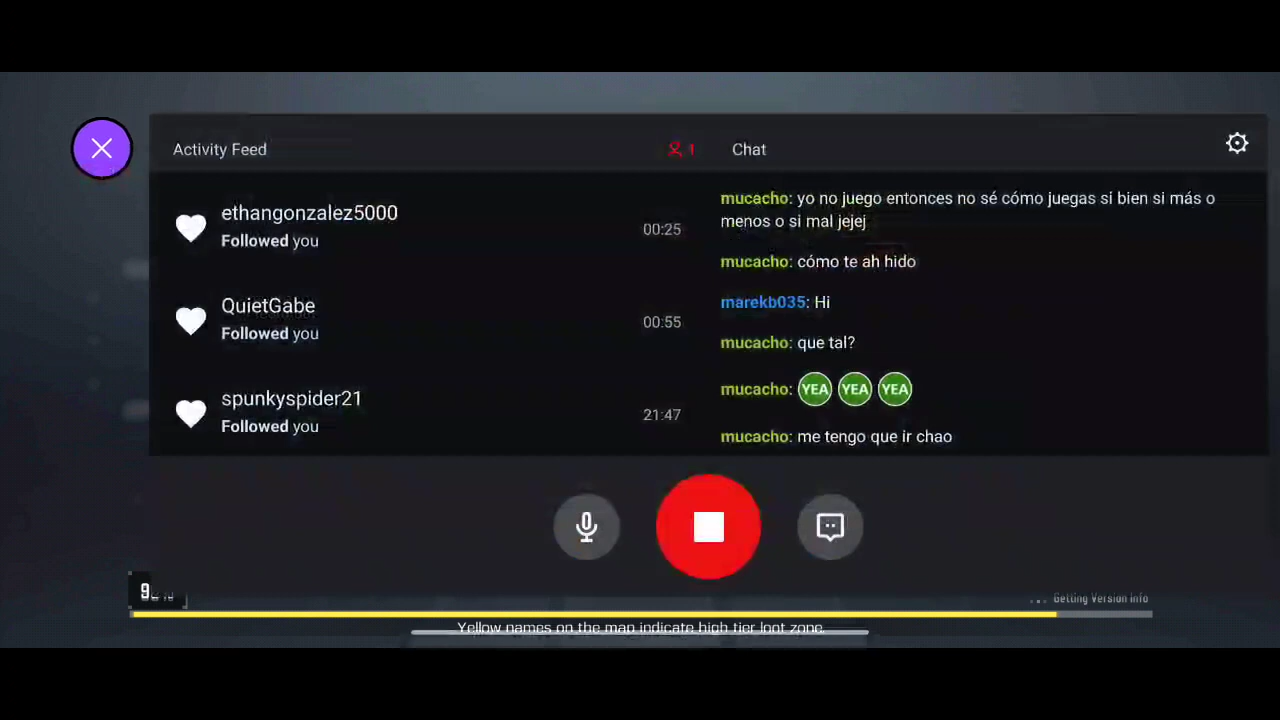 Activity Feed
1
Chat
ethangonzalez5000
Followed you
00:25
QuietGabe
Followed you
00:55
spunkyspider21
Followed you
21:47
mucacho: yo no juego entonces no sé cómo juegas si bien si más o
menos o si mal jejej
mucacho: cómo te ah hido
marekb035: Hi
mucacho: que tal?
mucacho: YEA YEA YEA
mucacho: me tengo que ir chao
... Getting Version info
Yellow names on the map indicate high tier loot zone.